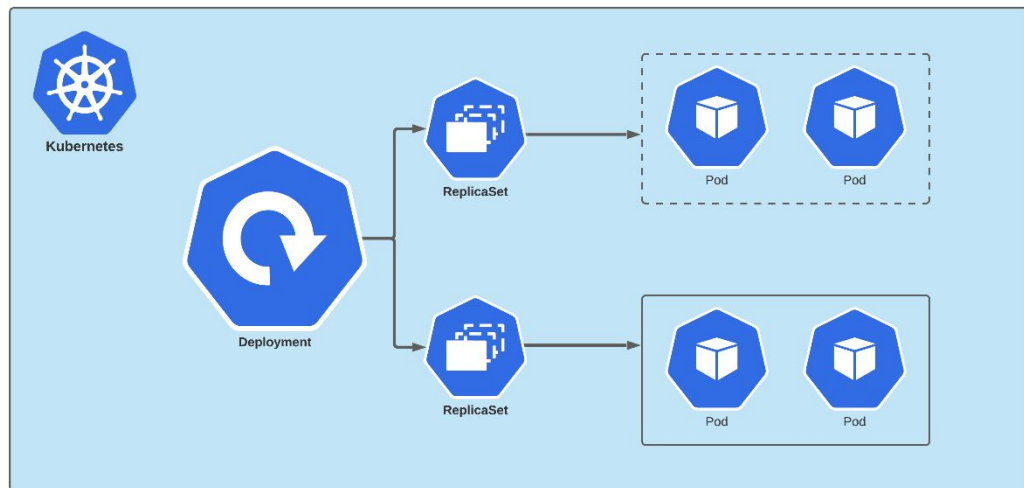 Kubernetes
ReplicaSet
Pod
Pod
Deployment
ReplicaSet
Pod
Pod